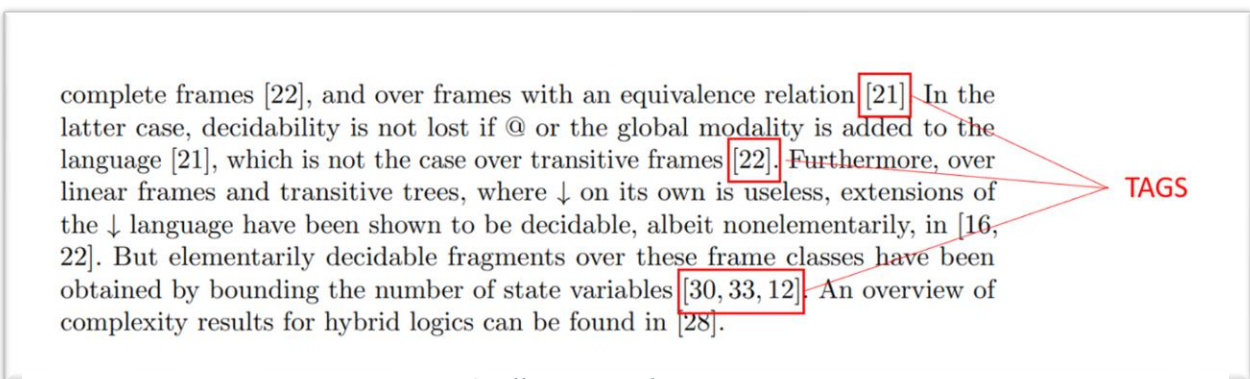 complete frames [22], and over frames with an equivalence relation [21]. In the
latter case, decidability is not lost if @ or the global modality is added to the
language [21], which is not the case over transitive frames [22]. Furthermore, over
linear frames and transitive trees, where ↓ on its own is useless, extensions of
the ↓ language have been shown to be decidable, albeit nonelementarily, in [16,
22]. But elementarily decidable fragments over these frame classes have been
obtained by bounding the number of state variables [30, 33, 12]. An overview of
complexity results for hybrid logics can be found in [28].
TAGS